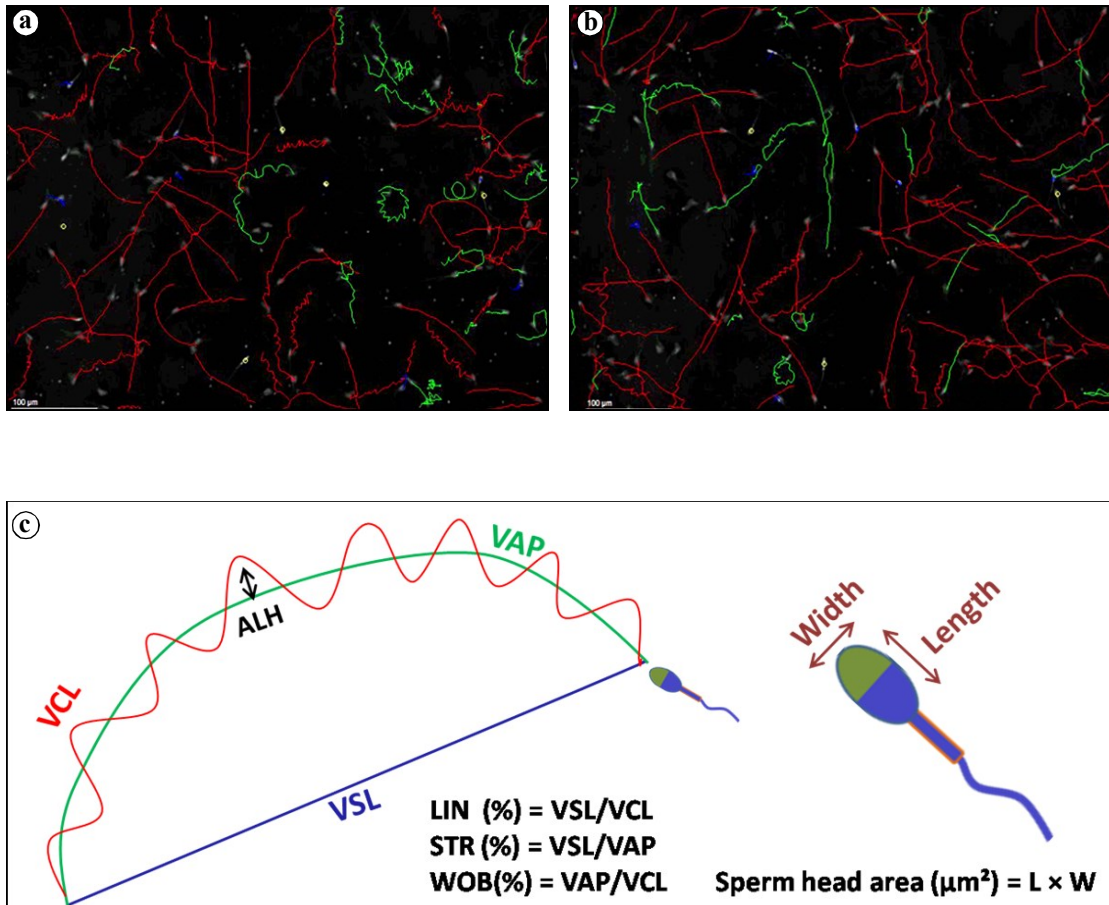 a
b
100 µm
100 µm
c
VAP
ALH
VCL
VSL
Width
Length
LIN (%) = VSL/VCL
STR (%) = VSL/VAP
WOB(%) = VAP/VCL
Sperm head area (µm²) = L × W